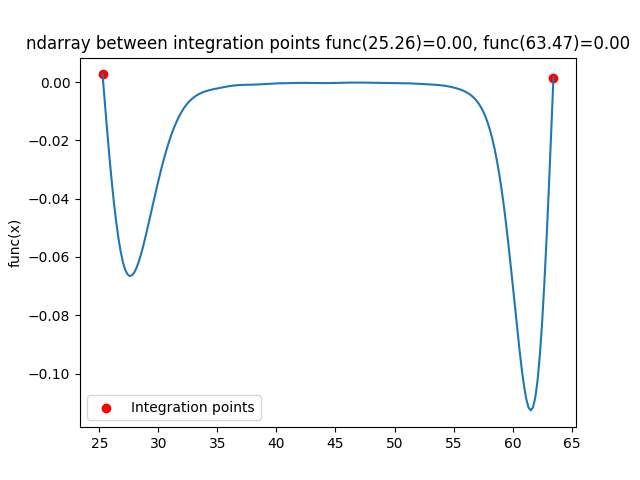 ndarray between integration points func(25.26)=0.00, func(63.47)=0.00
0.00
−0.02
−0.04
−0.06
−0.08
−0.10
func(x)
Integration points
25 30 35 40 45 50 55 60 65